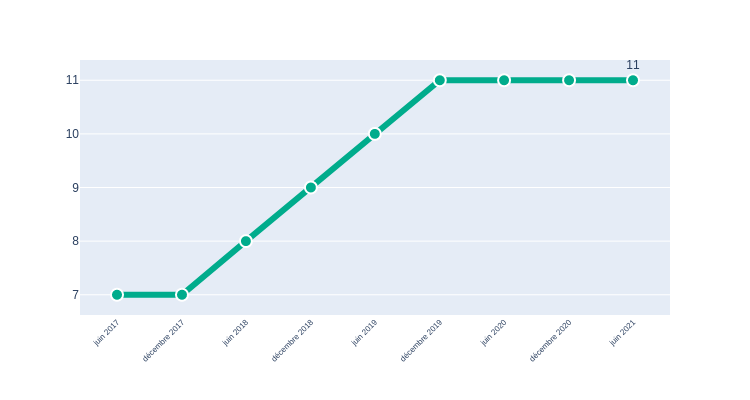 11
11
10
9
8
7
juin 2017
décembre 2017
juin 2018
décembre 2018
juin 2019
décembre 2019
juin 2020
décembre 2020
juin 2021